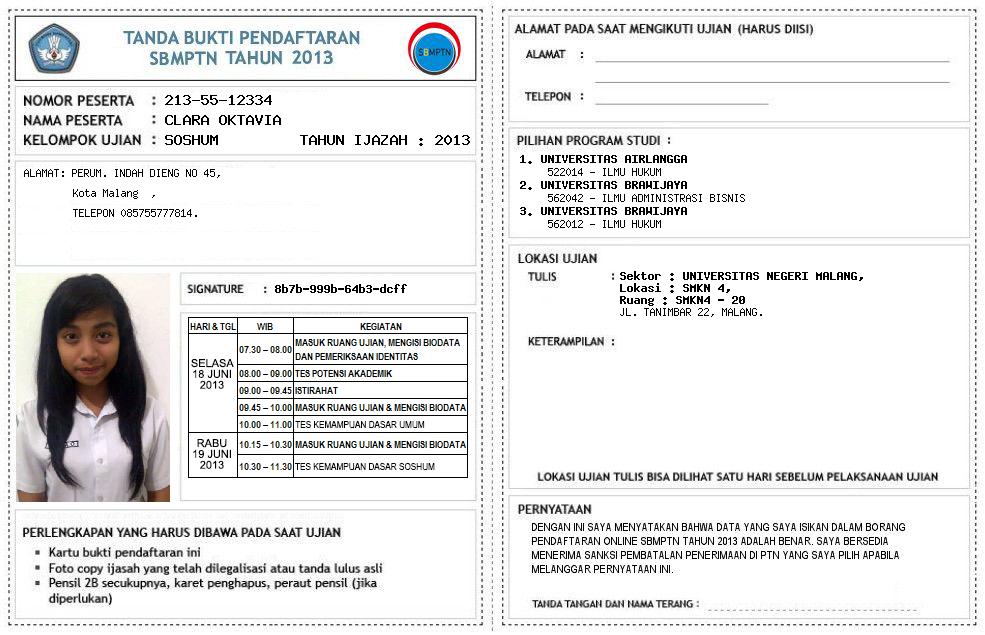 TANDA BUKTI PENDAFTARAN
SBMPTN TAHUN 2013
SBMPTN
NOMOR PESERTA : 213-55-12334
NAMA PESERTA : CLARA OKTAVIA
KELOMPOK UJIAN : SOSHUM TAHUN IJAZAH : 2013
ALAMAT: PERUM. INDAH DIENG NO 45,
Kota Malang ,
TELEPON 085755777814.
SIGNATURE : 8b7b-999b-64b3-dcff
HARI & TGL WIB KEGIATAN
SELASA
18 JUNI
2013
07.30 – 08.00 MASUK RUANG UJIAN, MENGISI BIODATA
DAN PEMERIKSAAN IDENTITAS
08.00 – 09.00 TES POTENSI AKADEMIK
09.00 – 09.45 ISTIRAHAT
09.45 – 10.00 MASUK RUANG UJIAN & MENGISI BIODATA
10.00 – 11.00 TES KEMAMPUAN DASAR UMUM
RABU
19 JUNI
2013
10.15 – 10.30 MASUK RUANG UJIAN & MENGISI BIODATA
10.30 – 11.30 TES KEMAMPUAN DASAR SOSHUM
PERLENGKAPAN YANG HARUS DIBAWA PADA SAAT UJIAN
▪ Kartu bukti pendaftaran ini
▪ Foto copy ijasah yang telah dilegalisasi atau tanda lulus asli
▪ Pensil 2B secukupnya, karet penghapus, peraut pensil (jika
diperlukan)
ALAMAT PADA SAAT MENGIKUTI UJIAN (HARUS DIISI)
ALAMAT :
TELEPON :
PILIHAN PROGRAM STUDI :
1. UNIVERSITAS AIRLANGGA
522014 - ILMU HUKUM
2. UNIVERSITAS BRAWIJAYA
562042 - ILMU ADMINISTRASI BISNIS
3. UNIVERSITAS BRAWIJAYA
562012 - ILMU HUKUM
LOKASI UJIAN
TULIS : Sektor : UNIVERSITAS NEGERI MALANG,
Lokasi : SMKN 4,
Ruang : SMKN4 - 20
JL. TANIMBAR 22, MALANG.
KETERAMPILAN :
LOKASI UJIAN TULIS BISA DILIHAT SATU HARI SEBELUM PELAKSANAAN UJIAN
PERNYATAAN
DENGAN INI SAYA MENYATAKAN BAHWA DATA YANG SAYA ISIKAN DALAM BORANG
PENDAFTARAN ONLINE SBMPTN TAHUN 2013 ADALAH BENAR. SAYA BERSEDIA
MENERIMA SANKSI PEMBATALAN PENERIMAAN DI PTN YANG SAYA PILIH APABILA
MELANGGAR PERNYATAAN INI.
TANDA TANGAN DAN NAMA TERANG :